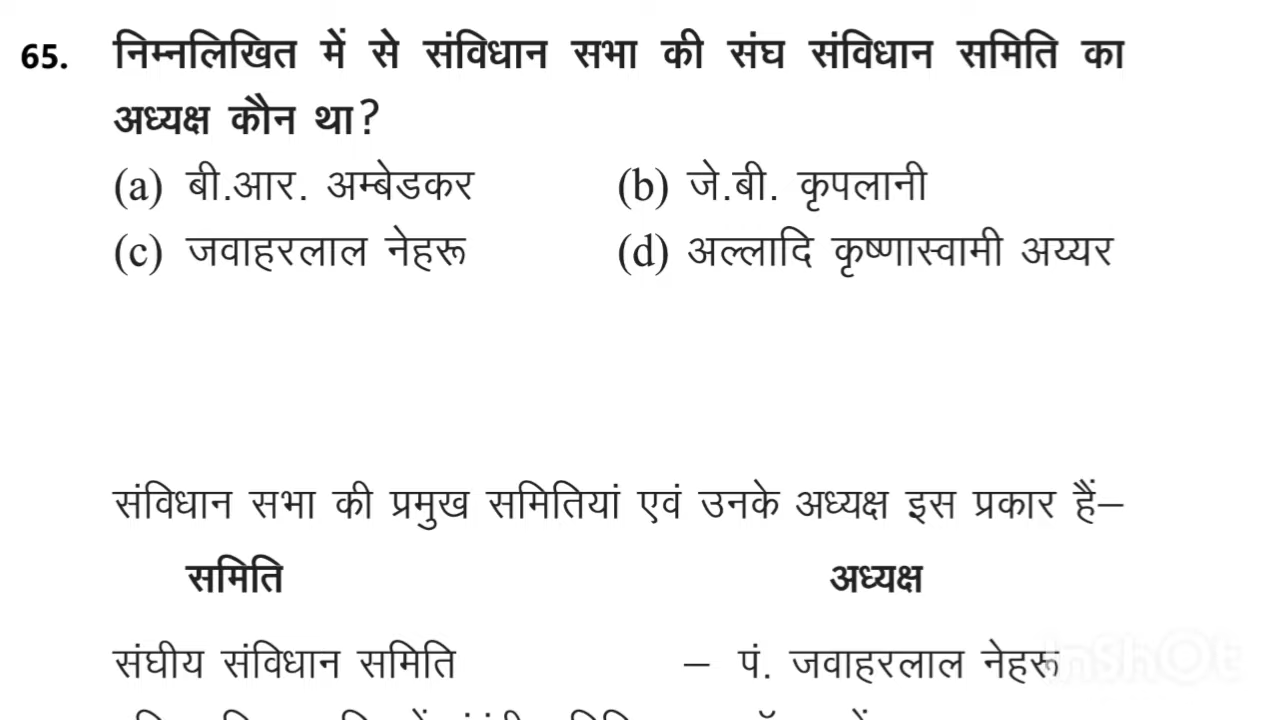 65. निम्नलिखित में से संविधान सभा की संघ संविधान समिति का
अध्यक्ष कौन था?
(a) बी.आर. अम्बेडकर (b) जे.बी. कृपलानी
(c) जवाहरलाल नेहरू (d) अल्लादि कृष्णास्वामी अय्यर
संविधान सभा की प्रमुख समितियां एवं उनके अध्यक्ष इस प्रकार हैं–
समिति अध्यक्ष
संघीय संविधान समिति – पं. जवाहरलाल नेहरू
InShOt